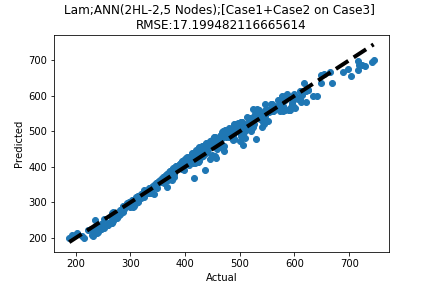 Lam;ANN(2HL-2,5 Nodes);[Case1+Case2 on Case3]
RMSE:17.199482116665614
700
600
500
400
300
200
Predicted
200 300 400 500 600 700
Actual